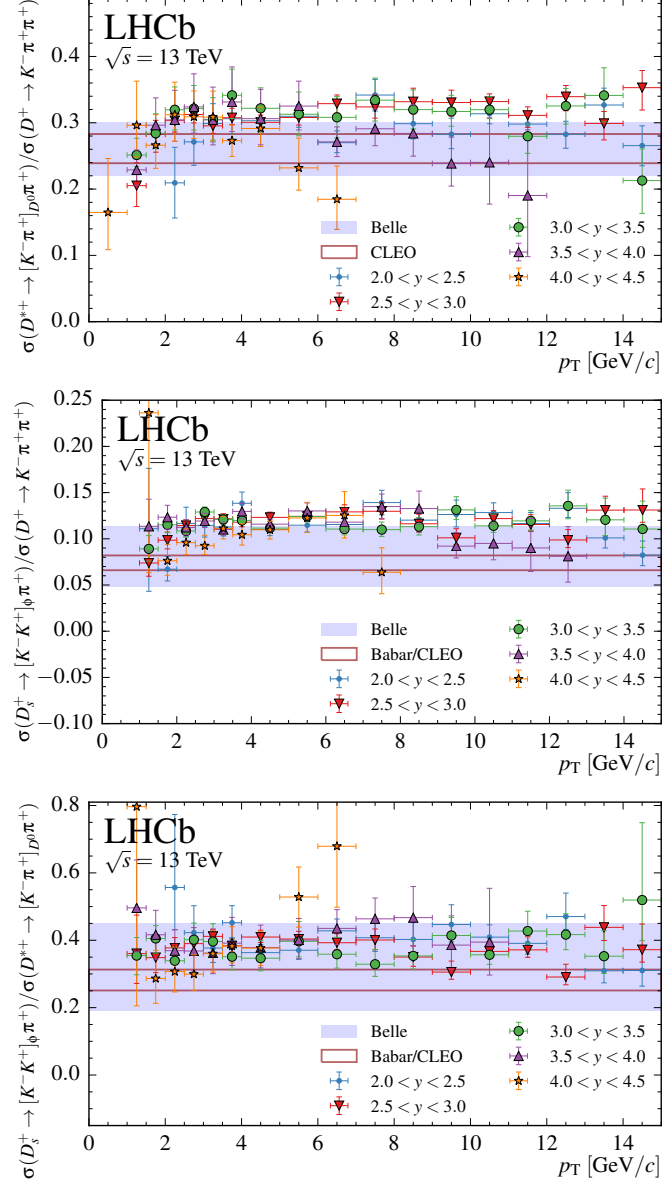 LHCb
√s = 13 TeV
σ(D*+ → [K−π+]D0π+)/σ(D+ → K−π+π+)
0.4
0.3
0.2
0.1
0.0
Belle
CLEO
2.0 < y < 2.5
2.5 < y < 3.0
3.0 < y < 3.5
3.5 < y < 4.0
4.0 < y < 4.5
0 2 4 6 8 10 12 14
pT [GeV/c]
LHCb
√s = 13 TeV
σ(Ds+ → [K−K+]ϕπ+)/σ(D+ → K−π+π+)
0.25
0.20
0.15
0.10
0.05
0.00
−0.05
−0.10
Belle
Babar/CLEO
2.0 < y < 2.5
2.5 < y < 3.0
3.0 < y < 3.5
3.5 < y < 4.0
4.0 < y < 4.5
0 2 4 6 8 10 12 14
pT [GeV/c]
LHCb
√s = 13 TeV
σ(Ds+ → [K−K+]ϕπ+)/σ(D*+ → [K−π+]D0π+)
0.8
0.6
0.4
0.2
0.0
Belle
Babar/CLEO
2.0 < y < 2.5
2.5 < y < 3.0
3.0 < y < 3.5
3.5 < y < 4.0
4.0 < y < 4.5
0 2 4 6 8 10 12 14
pT [GeV/c]